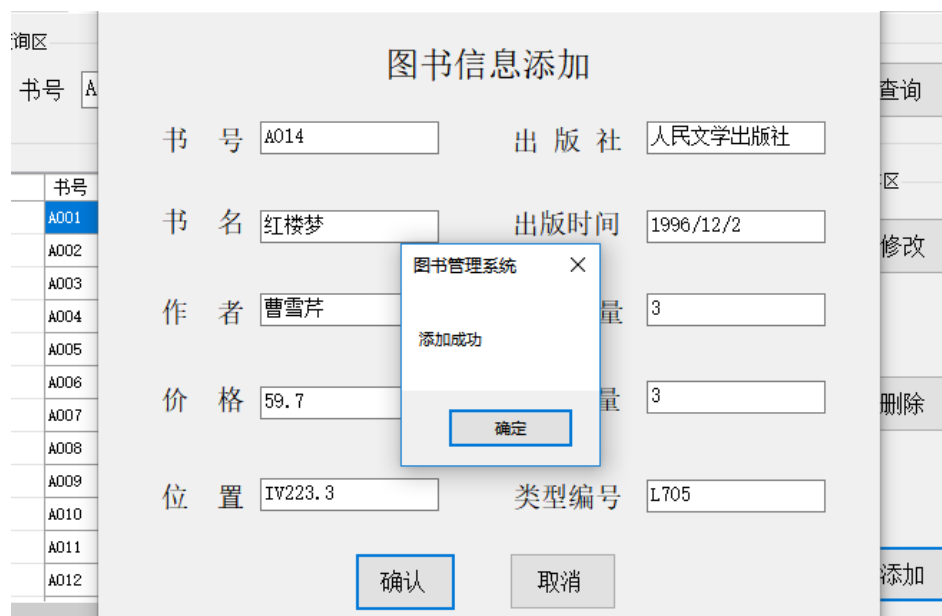 图书信息添加
询区
书号 A
查询
书 号 A014
出 版 社 人民文学出版社
书号
区
A001
书 名 红楼梦
出版时间 1996/12/2
修改
A002
图书管理系统
A003
作 者 曹雪芹
量 3
A004
添加成功
A005
A006
价 格 59.7
量 3
删除
A007
确定
A008
A009
位 置 IV223.3
类型编号 L705
A010
A011
A012
确认
取消
添加